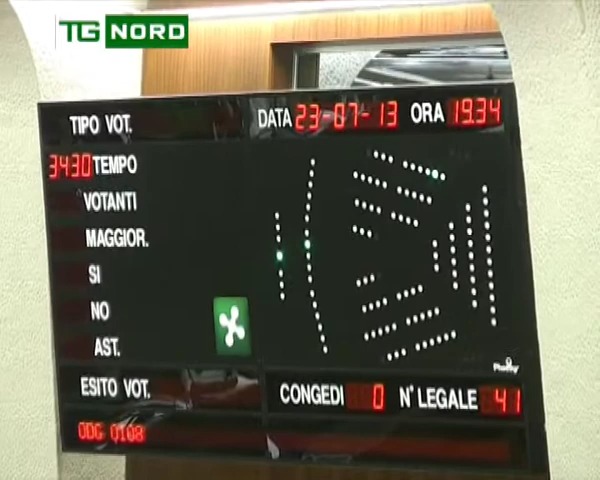 TG NORD
TIPO VOT.
DATA 23-07-13 ORA 19.34
3430 TEMPO
VOTANTI
MAGGIOR.
SI
NO
AST.
ESITO VOT.
CONGEDI 0 N° LEGALE 41
ODG 0108